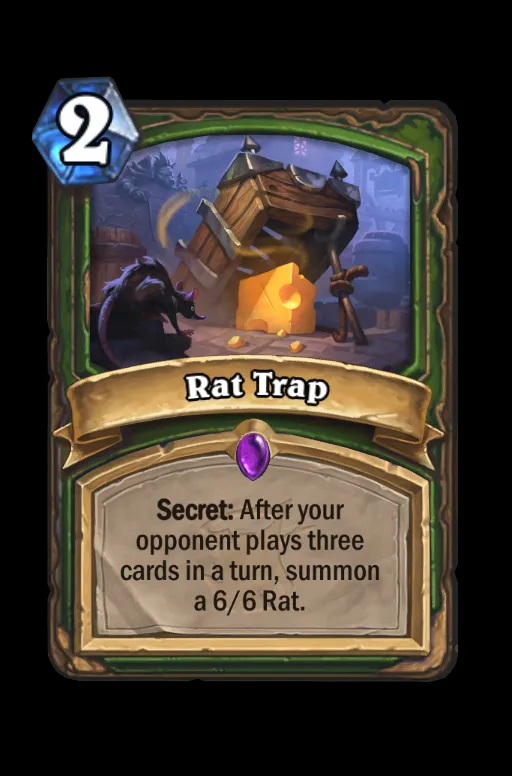 2
Rat Trap
Secret: After your
opponent plays three
cards in a turn, summon
a 6/6 Rat.